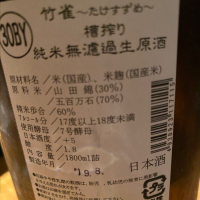 30BY
竹雀 ～たけすずめ～
槽搾り
純米無濾過生原酒
原材料名／米(国産)、米麹(国産米)
原料米／山田錦(30%)
五百万石(70%)
精米歩合／60%
アルコール分／17度以上18度未満
使用酵母／7号酵母
日本酒度／+5
酸度／1.8
内容量／1800ml詰
製造年月／
'19.8.
日本酒